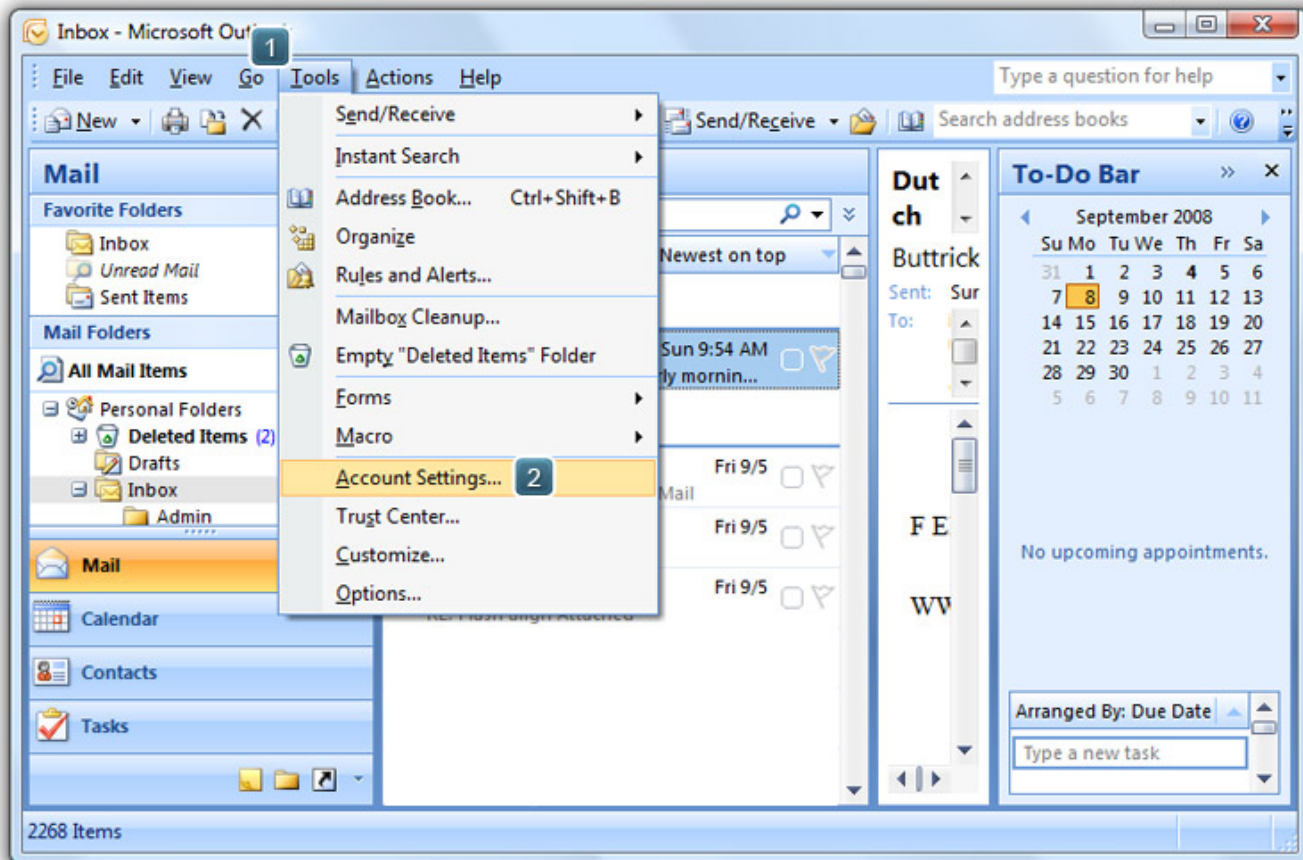 Inbox - Microsoft Out
1
File Edit View Go Tools Actions Help
Type a question for help
New
Send/Receive
Search address books
Send/Receive
Instant Search
Address Book... Ctrl+Shift+B
Organize
Rules and Alerts...
Mailbox Cleanup...
Empty "Deleted Items" Folder
Forms
Macro
Account Settings... 2
Trust Center...
Customize...
Options...
Mail
Favorite Folders
Inbox
Unread Mail
Sent Items
Mail Folders
All Mail Items
Personal Folders
Deleted Items (2)
Drafts
Inbox
Admin
Mail
Calendar
Contacts
Tasks
Newest on top
Sun 9:54 AM
rly mornin...
Fri 9/5
Mail
Fri 9/5
Fri 9/5
Dut
ch
Buttrick
Sent: Sur
To:
F E
WW
To-Do Bar
September 2008
Su Mo Tu We Th Fr Sa
31 1 2 3 4 5 6
7 8 9 10 11 12 13
14 15 16 17 18 19 20
21 22 23 24 25 26 27
28 29 30 1 2 3 4
5 6 7 8 9 10 11
No upcoming appointments.
Arranged By: Due Date
Type a new task
2268 Items